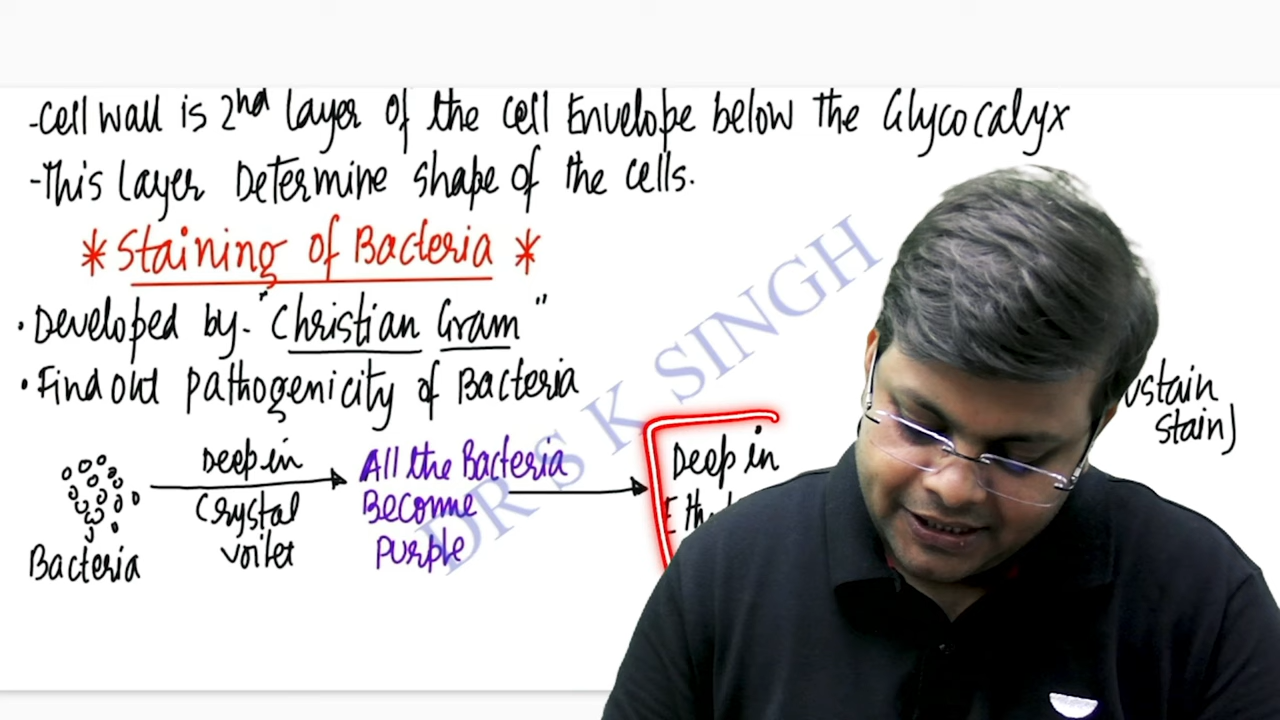 -Cell wall is 2nd layer of the cell Envelope below the Glycocalyx
-This Layer Determine shape of the cells.
* Staining of Bacteria *
• Developed by- "Christian Gram"
• Find out pathogenicity of Bacteria
Deep in
Crystal
Voilet
Bacteria
All the Bacteria
Become
purple
Deep in
stain
stain)
DR S K SINGH